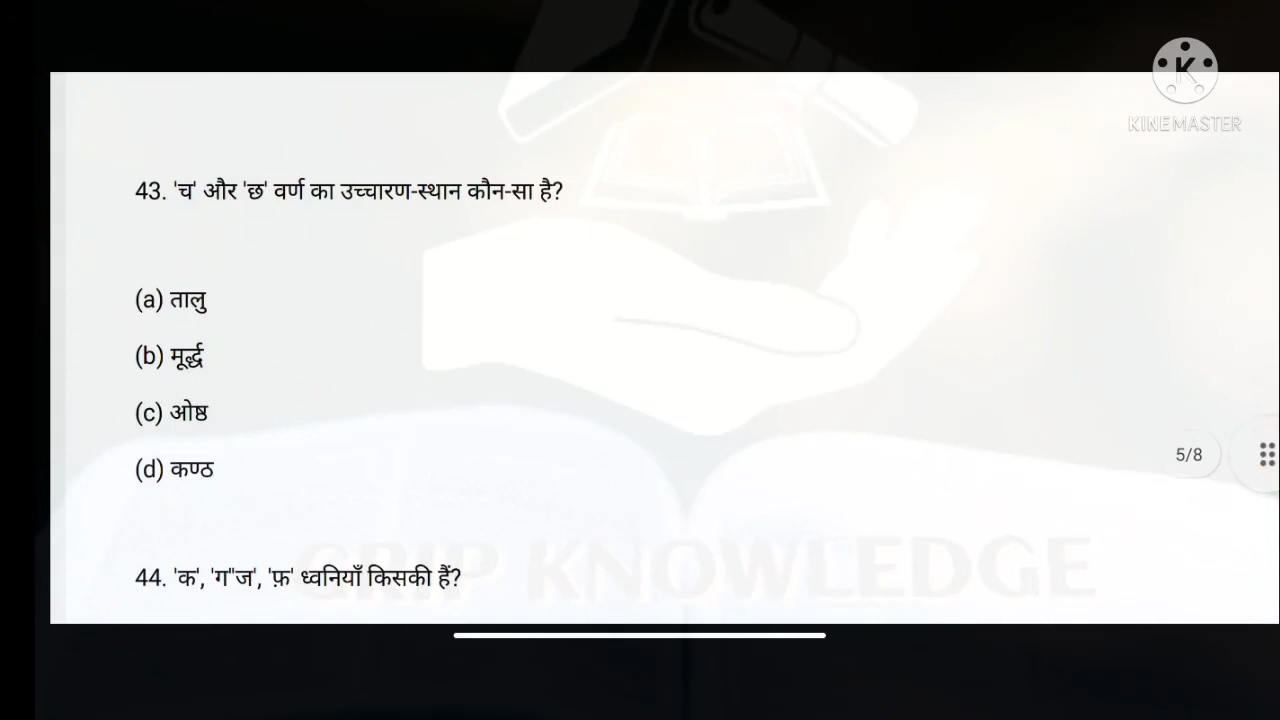 KINEMASTER
43. 'च' और 'छ' वर्ण का उच्चारण-स्थान कौन-सा है?
(a) तालु
(b) मूर्द्ध
(c) ओष्ठ
(d) कण्ठ
5/8
44. 'क', 'ग''ज', 'फ़' ध्वनियाँ किसकी हैं?
GRIP KNOWLEDGE